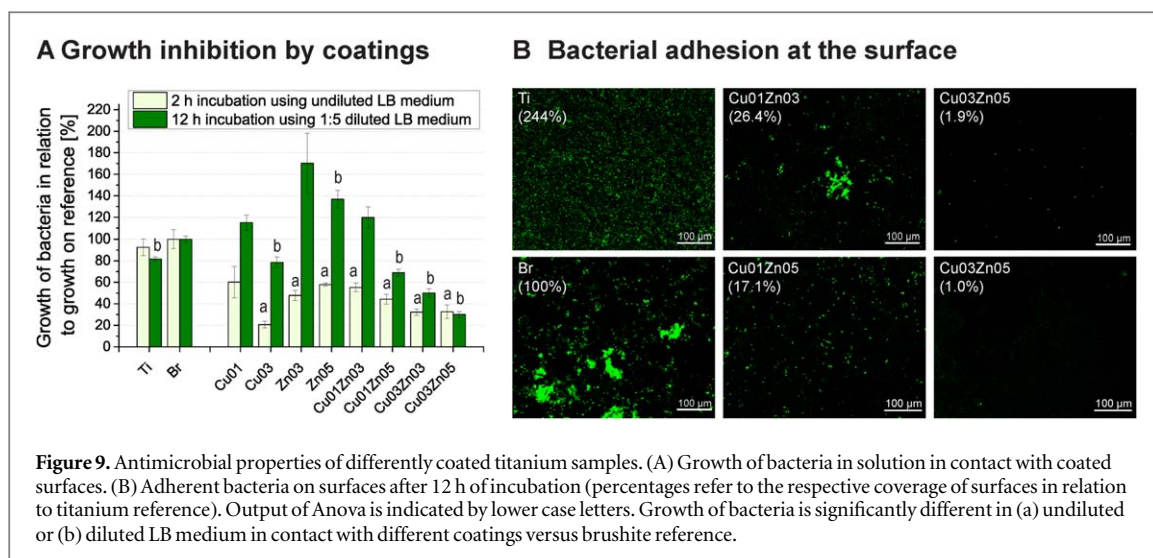 A Growth inhibition by coatings
Growth of bacteria in relation
to growth on reference [%]
2 h incubation using undiluted LB medium
12 h incubation using 1:5 diluted LB medium
220
200
180
160
140
120
100
80
60
40
20
0
b
a
b
a
a
b
a
a
b
a
b
a
b
Ti
Br
Cu01
Cu03
Zn03
Zn05
Cu01Zn03
Cu01Zn05
Cu03Zn03
Cu03Zn05
B Bacterial adhesion at the surface
Ti
(244%)
100 µm
Cu01Zn03
(26.4%)
100 µm
Cu03Zn05
(1.9%)
100 µm
Br
(100%)
100 µm
Cu01Zn05
(17.1%)
100 µm
Cu03Zn05
(1.0%)
100 µm
Figure 9. Antimicrobial properties of differently coated titanium samples. (A) Growth of bacteria in solution in contact with coated
surfaces. (B) Adherent bacteria on surfaces after 12 h of incubation (percentages refer to the respective coverage of surfaces in relation
to titanium reference). Output of Anova is indicated by lower case letters. Growth of bacteria is significantly different in (a) undiluted
or (b) diluted LB medium in contact with different coatings versus brushite reference.